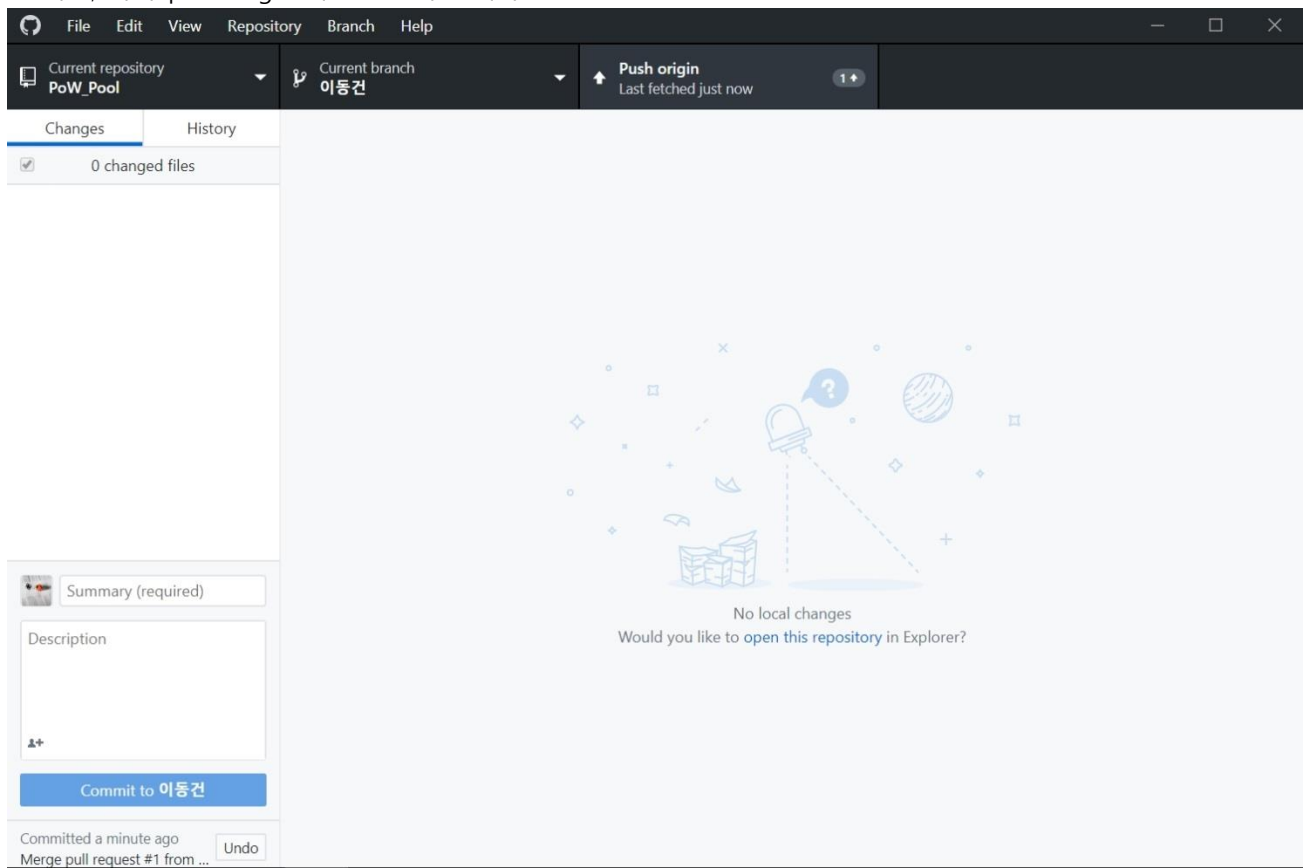 File Edit View Repository Branch Help
Current repository
PoW_Pool
Current branch
이동건
Push origin
Last fetched just now
1
Changes History
0 changed files
?
No local changes
Would you like to open this repository in Explorer?
Summary (required)
Description
Commit to 이동건
Committed a minute ago
Merge pull request #1 from ...
Undo